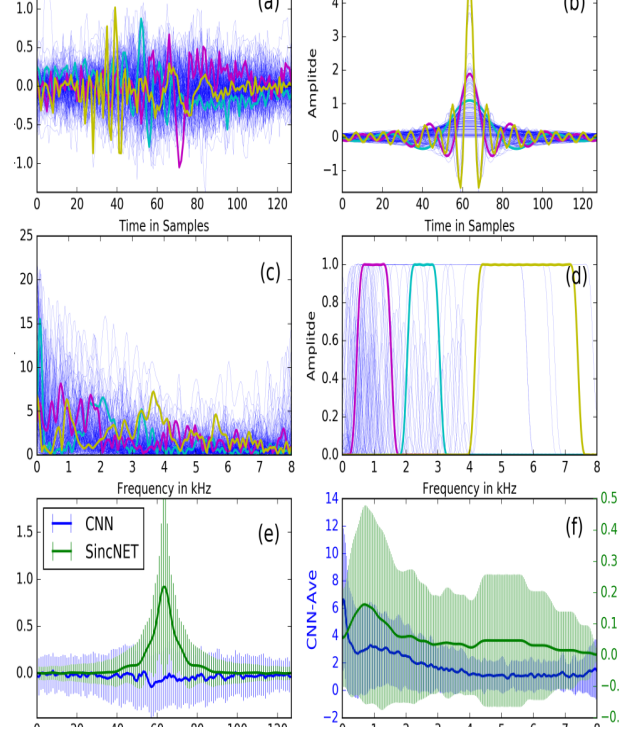 (a)
1.0
0.5
0.0
-0.5
-1.0
0 20 40 60 80 100 120
Time in Samples
(b)
Amplitde
4
3
2
1
0
−1
0 20 40 60 80 100 120
Time in Samples
(c)
25
20
15
10
5
0
0 1 2 3 4 5 6 7 8
Frequency in kHz
(d)
Amplitde
1.0
0.8
0.6
0.4
0.2
0.0
0 1 2 3 4 5 6 7 8
Frequency in kHz
(e)
CNN
SincNET
1.5
1.0
0.5
0.0
0 20 40 60 80 100 120
(f)
CNN-Ave
14
12
10
8
6
4
2
0
−2
0.5
0.4
0.3
0.2
0.1
0.0
−0.
−0.
0 1 2 3 4 5 6 7 8